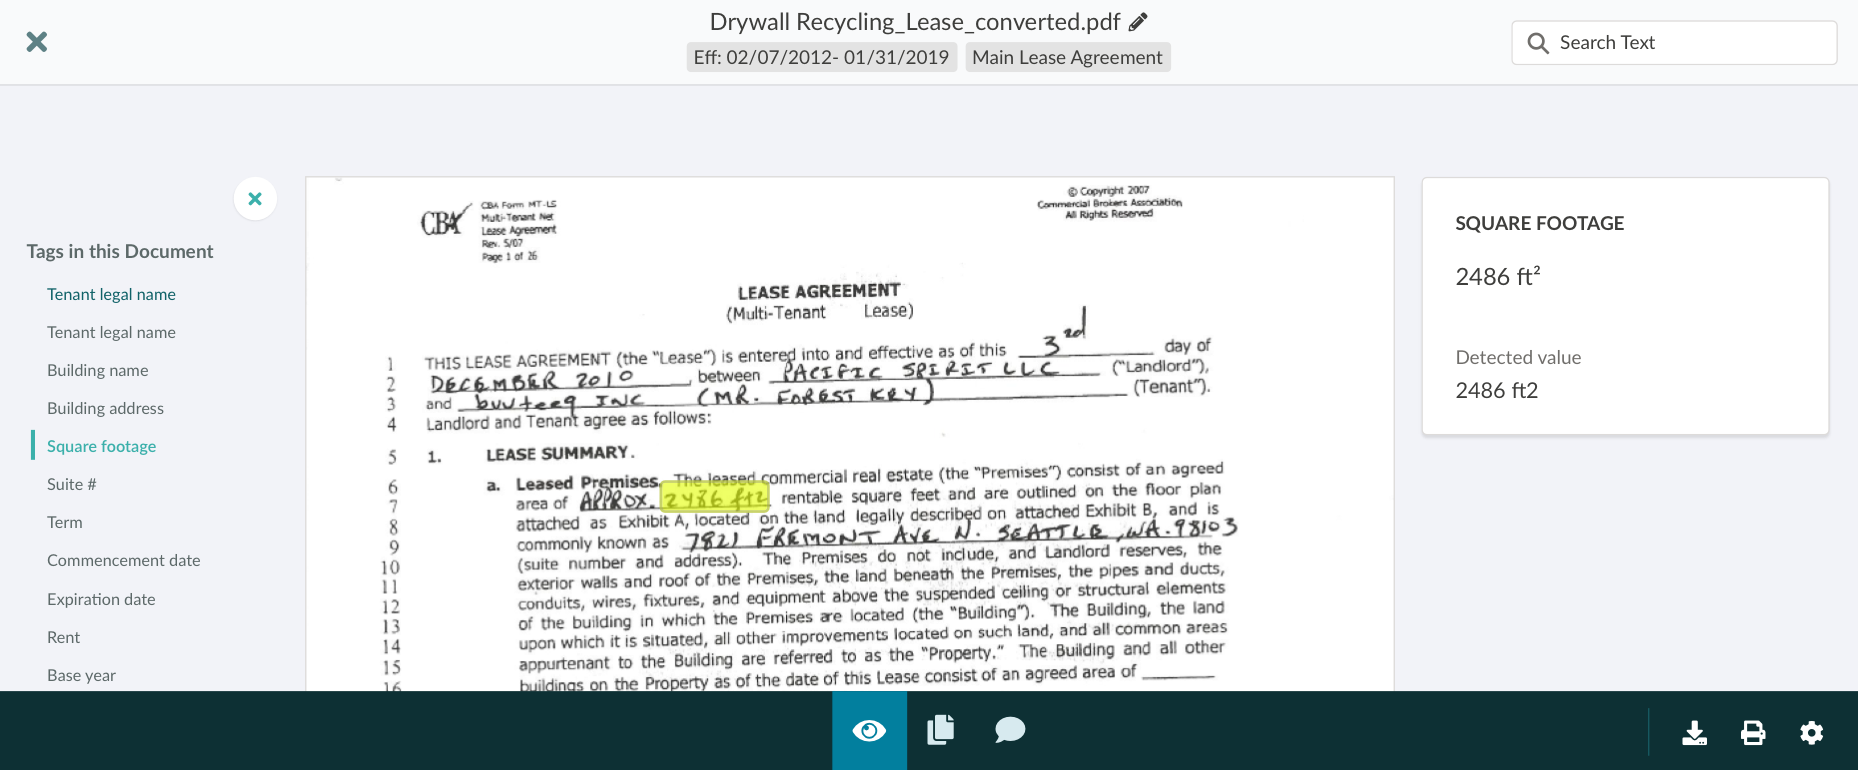 Drywall Recycling_Lease_converted.pdf
Eff: 02/07/2012- 01/31/2019 Main Lease Agreement
Search Text
Tags in this Document
Tenant legal name
Tenant legal name
Building name
Building address
Square footage
Suite #
Term
Commencement date
Expiration date
Rent
Base year
CBA
CBA Form MT-LS
Multi-Tenant Net
Lease Agreement
Rev. 5/07
Page 1 of 26
© Copyright 2007
Commercial Brokers Association
All Rights Reserved
LEASE AGREEMENT
(Multi-Tenant Lease)
1 THIS LEASE AGREEMENT (the "Lease") is entered into and effective as of this 3rd day of
2 DECEMBER 2010, between PACIFIC SPIRIT LLC ("Landlord"),
3 and buuteeq INC (MR. FOREST KEY) (Tenant").
4 Landlord and Tenant agree as follows:
5 1. LEASE SUMMARY.
6 a. Leased Premises. The leased commercial real estate (the "Premises") consist of an agreed
7 area of APPROX. 2486 ft2 rentable square feet and are outlined on the floor plan
8 attached as Exhibit A, located on the land legally described on attached Exhibit B, and is
9 commonly known as 7821 FREMONT AVE N. SEATTLE, WA. 98103
10 (suite number and address). The Premises do not include, and Landlord reserves, the
11 exterior walls and roof of the Premises, the land beneath the Premises, the pipes and ducts,
12 conduits, wires, fixtures, and equipment above the suspended ceiling or structural elements
13 of the building in which the Premises are located (the "Building"). The Building, the land
14 upon which it is situated, all other improvements located on such land, and all common areas
15 appurtenant to the Building are referred to as the "Property." The Building and all other
16 buildings on the Property as of the date of this Lease consist of an agreed area of
SQUARE FOOTAGE
2486 ft²
Detected value
2486 ft2